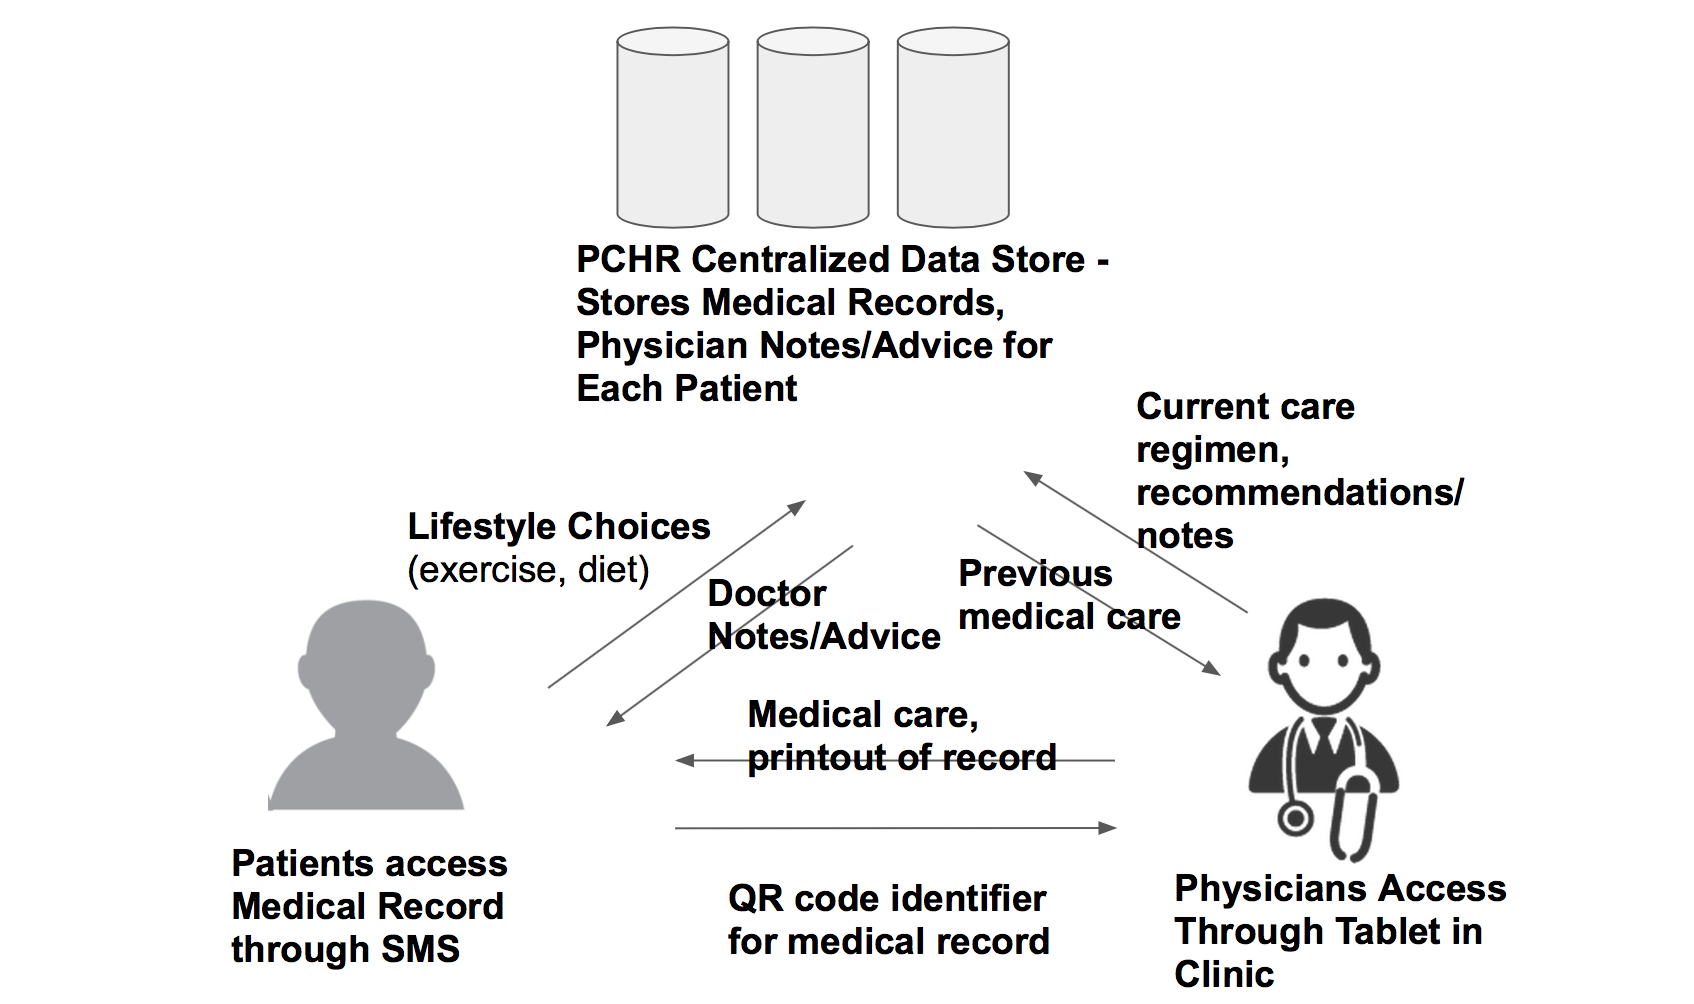 PCHR Centralized Data Store -
Stores Medical Records,
Physician Notes/Advice for
Each Patient
Current care
regimen,
recommendations/
notes
Lifestyle Choices
(exercise, diet)
Doctor
Notes/Advice
Previous
medical care
Medical care,
printout of record
QR code identifier
for medical record
Patients access
Medical Record
through SMS
Physicians Access
Through Tablet in
Clinic